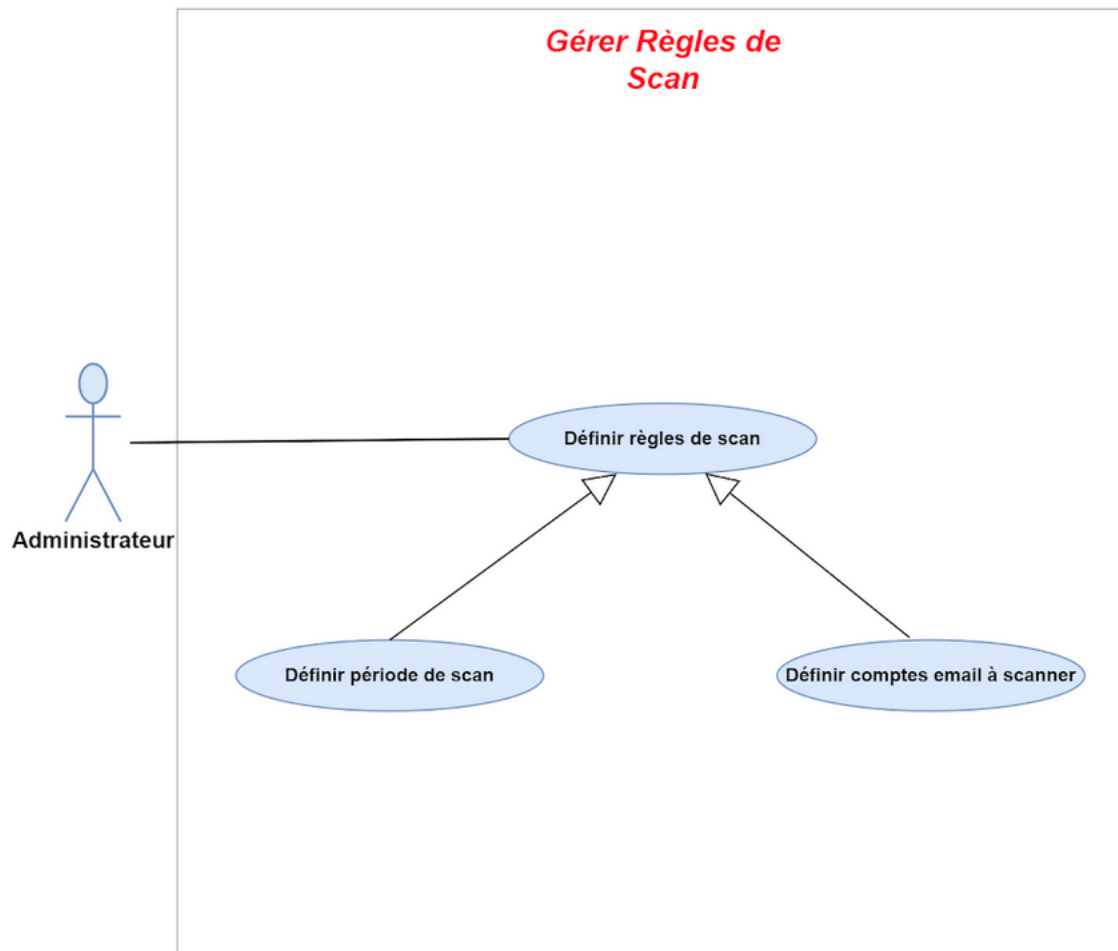 Gérer Règles de
Scan
Définir règles de scan
Administrateur
Définir période de scan
Définir comptes email à scanner